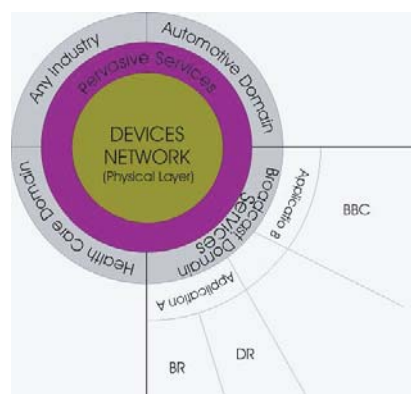 Any Industry
Automotive Domain
Pervasive Services
DEVICES
NETWORK
(Physical Layer)
Health Care Domain
Broadcast Domain
Services
Applicatio B
Application A
BBC
BR
DR